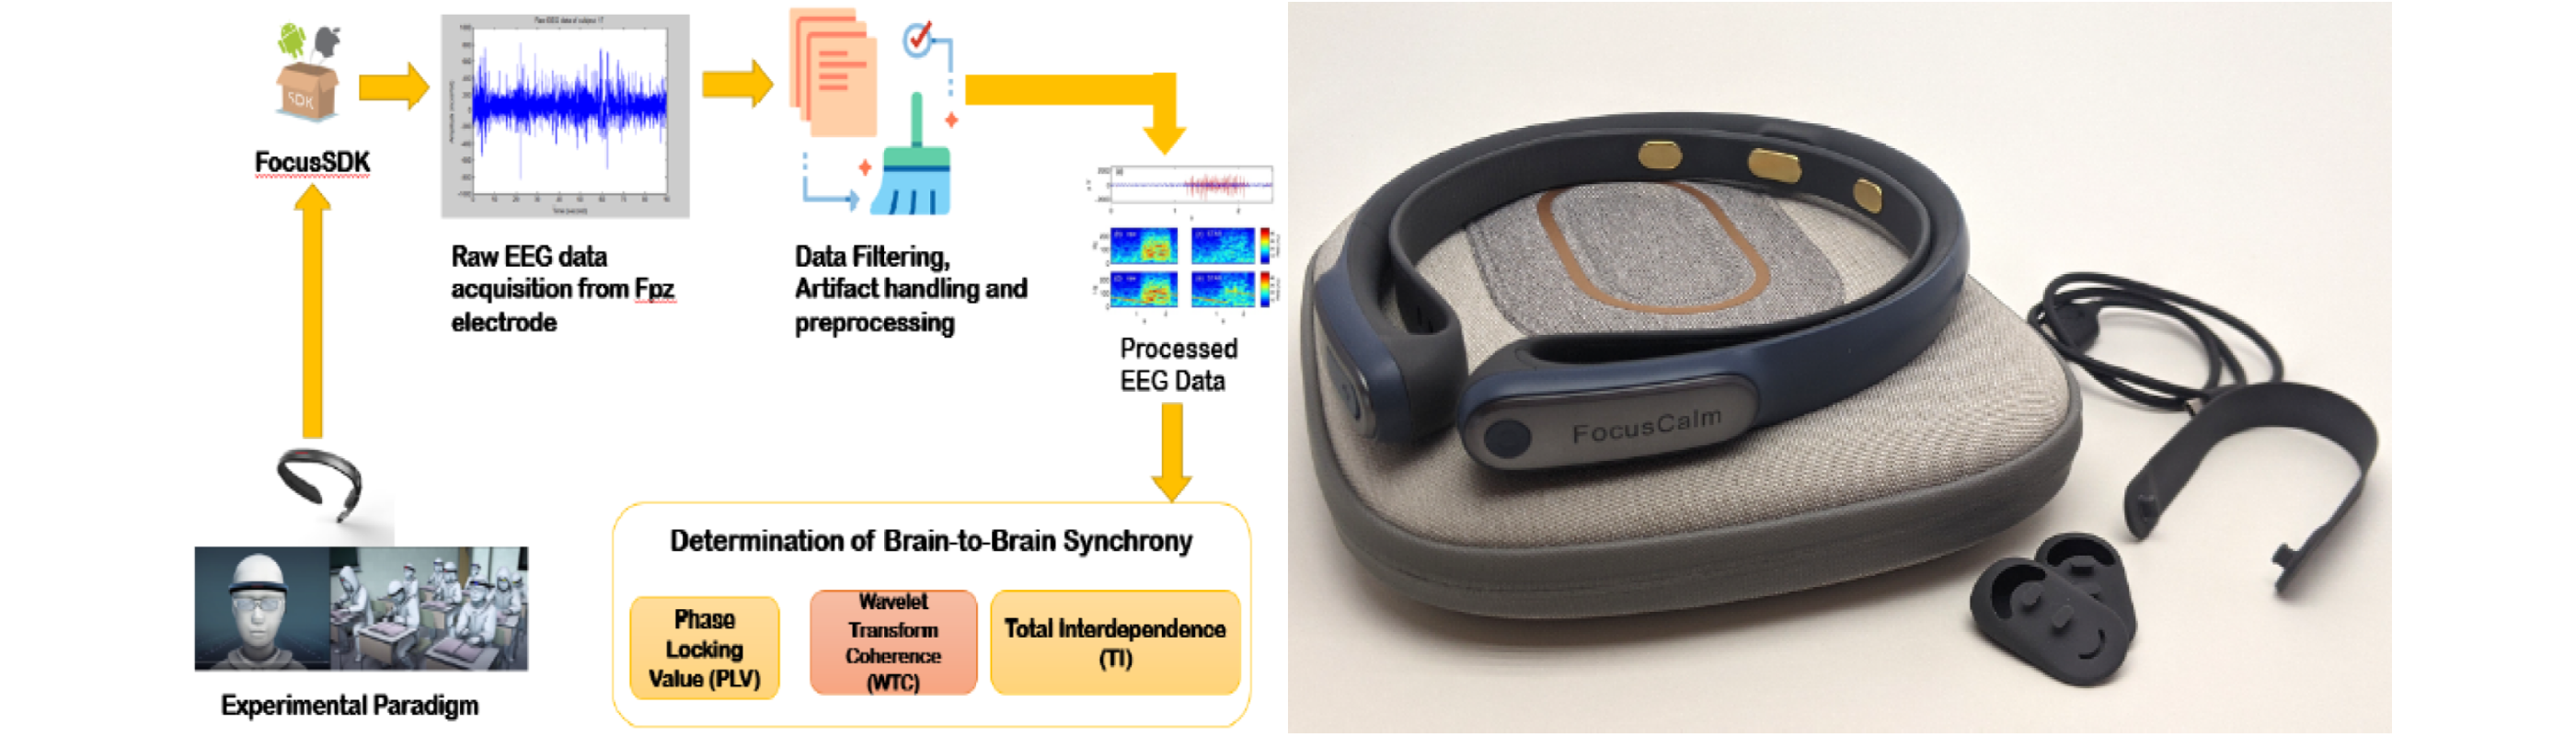 SDK
FocusSDK
Raw EEG data
acquisition from Fpz
electrode
Data Filtering,
Artifact handling and
preprocessing
Processed
EEG Data
Determination of Brain-to-Brain Synchrony
Phase
Locking
Value (PLV)
Wavelet
Transform
Coherence
(WTC)
Total Interdependence
(TI)
Experimental Paradigm
FocusCalm